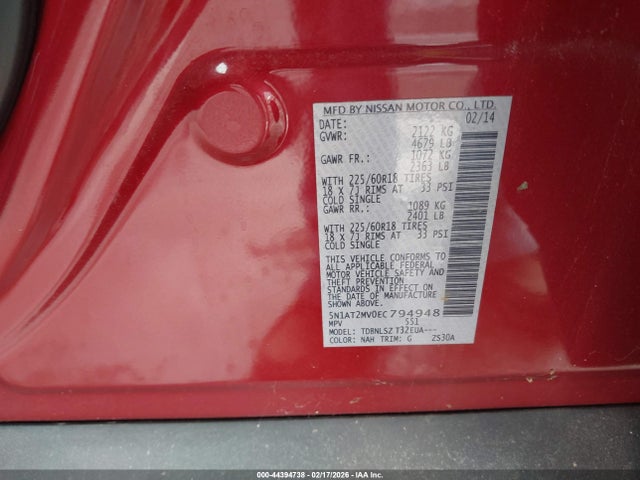 MFD BY NISSAN MOTOR CO., LTD.
DATE: 02/14
GVWR: 2122 KG
4679 LB
GAWR FR.: 1072 KG
2363 LB
WITH 225/60R18 TIRES
18 X 7J RIMS AT 33 PSI
COLD SINGLE
GAWR RR.: 1089 KG
2401 LB
WITH 225/60R18 TIRES
18 X 7J RIMS AT 33 PSI
COLD SINGLE
THIS VEHICLE CONFORMS TO
ALL APPLICABLE FEDERAL
MOTOR VEHICLE SAFETY AND
THEFT PREVENTION
STANDARDS IN EFFECT ON
THE DATE OF MANUFACTURE
SHOWN ABOVE.
5N1AT2MV0EC794948
MPV 551
MODEL: TDBNLSZ T32EUA---
COLOR: NAH TRIM: G ZS30A
000-44394738 - 02/17/2026 - IAA Inc.